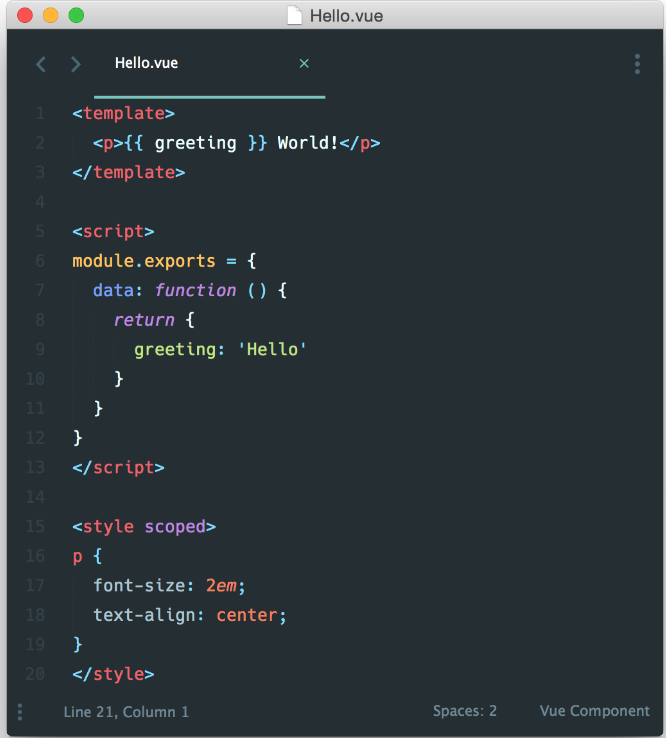 Hello.vue
Hello.vue ×
1 <template>
2   <p>{{ greeting }} World!</p>
3 </template>
4
5 <script>
6 module.exports = {
7   data: function () {
8     return {
9       greeting: 'Hello'
10     }
11   }
12 }
13 </script>
14
15 <style scoped>
16 p {
17   font-size: 2em;
18   text-align: center;
19 }
20 </style>
Line 21, Column 1 Spaces: 2 Vue Component